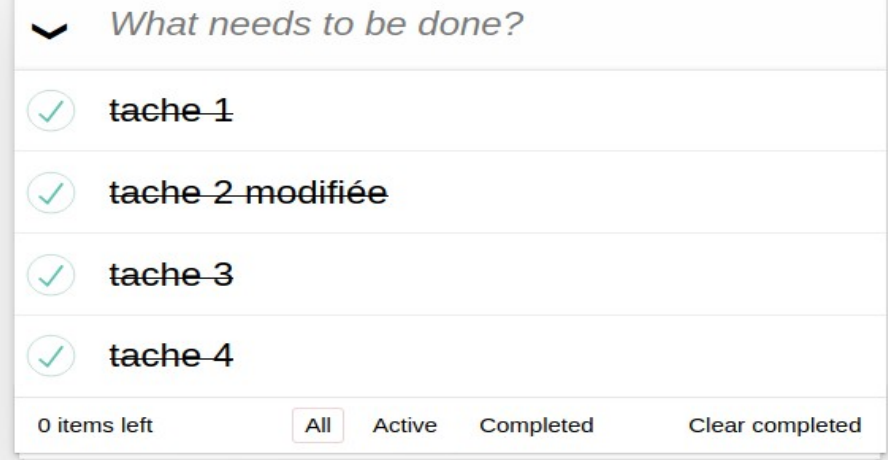 What needs to be done?
tache 1
tache 2 modifiée
tache 3
tache 4
0 items left All Active Completed Clear completed